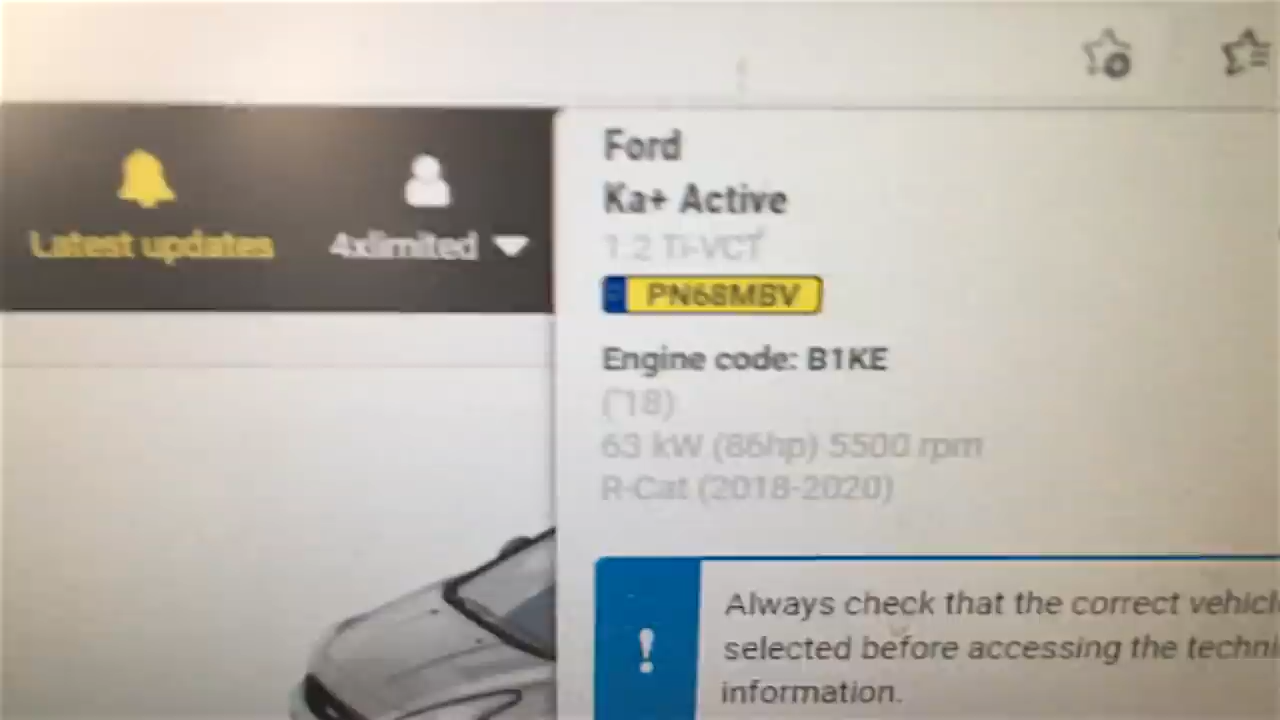 Latest updates
4xlimited
Ford
Ka+ Active
1.2 Ti-VCT
PN68MBV
Engine code: B1KE
('18)
63 kW (86hp) 5500 rpm
R-Cat (2018-2020)
Always check that the correct vehicl
selected before accessing the techni
information.
!